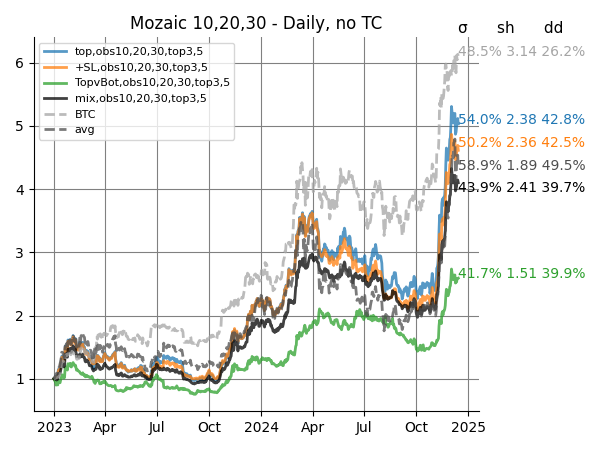 Mozaic 10,20,30 - Daily, no TC
σ sh dd
top,obs10,20,30,top3,5
+SL,obs10,20,30,top3,5
TopvBot,obs10,20,30,top3,5
mix,obs10,20,30,top3,5
BTC
avg
48.5% 3.14 26.2%
54.0% 2.38 42.8%
50.2% 2.36 42.5%
58.9% 1.89 49.5%
43.9% 2.41 39.7%
41.7% 1.51 39.9%
6
5
4
3
2
1
2023 Apr Jul Oct 2024 Apr Jul Oct 2025